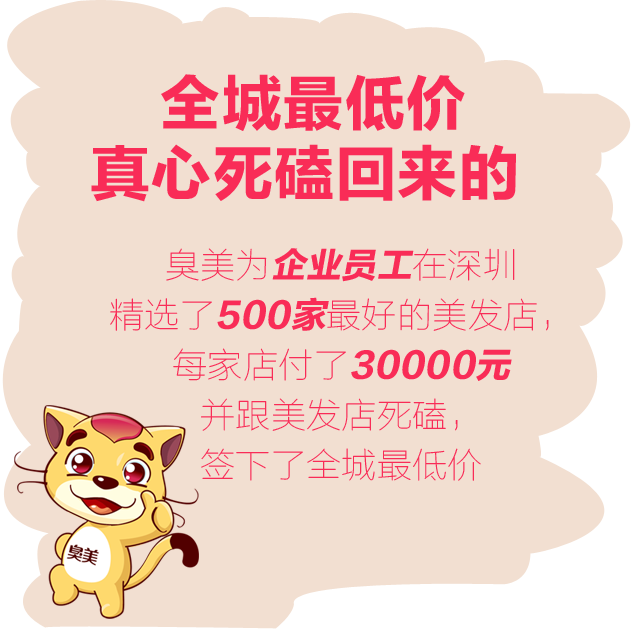 全城最低价
真心死磕回来的
臭美为企业员工在深圳
精选了500家最好的美发店，
每家店付了30000元
并跟美发店死磕，
签下了全城最低价
臭美